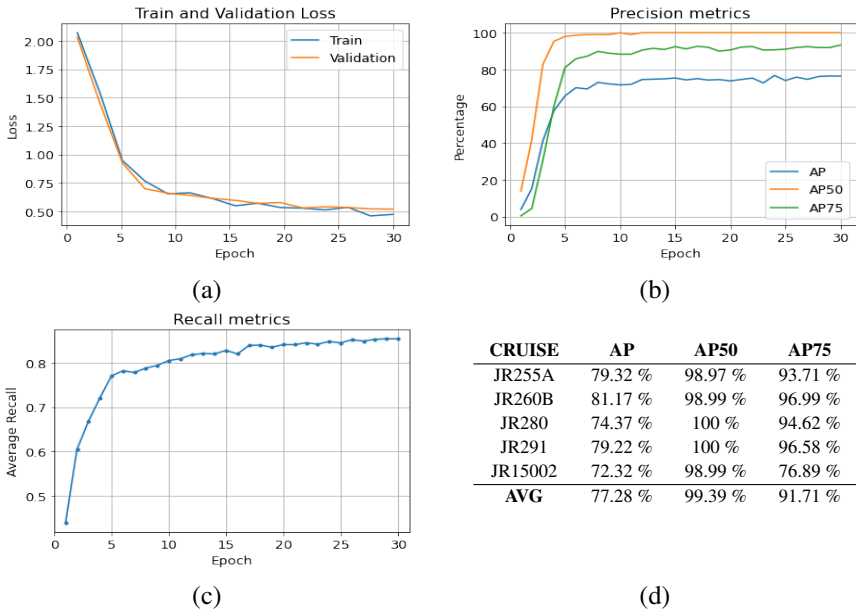 Train and Validation Loss
2.00
1.75
1.50
1.25
1.00
0.75
0.50
Loss
Train
Validation
0 5 10 15 20 25 30
Epoch
(a)
Precision metrics
100
80
60
40
20
0
Percentage
AP
AP50
AP75
0 5 10 15 20 25 30
Epoch
(b)
Recall metrics
0.8
0.7
0.6
0.5
Average Recall
0 5 10 15 20 25 30
Epoch
(c)
CRUISE AP AP50 AP75
JR255A 79.32 % 98.97 % 93.71 %
JR260B 81.17 % 98.99 % 96.99 %
JR280 74.37 % 100 % 94.62 %
JR291 79.22 % 100 % 96.58 %
JR15002 72.32 % 98.99 % 76.89 %
AVG 77.28 % 99.39 % 91.71 %
(d)